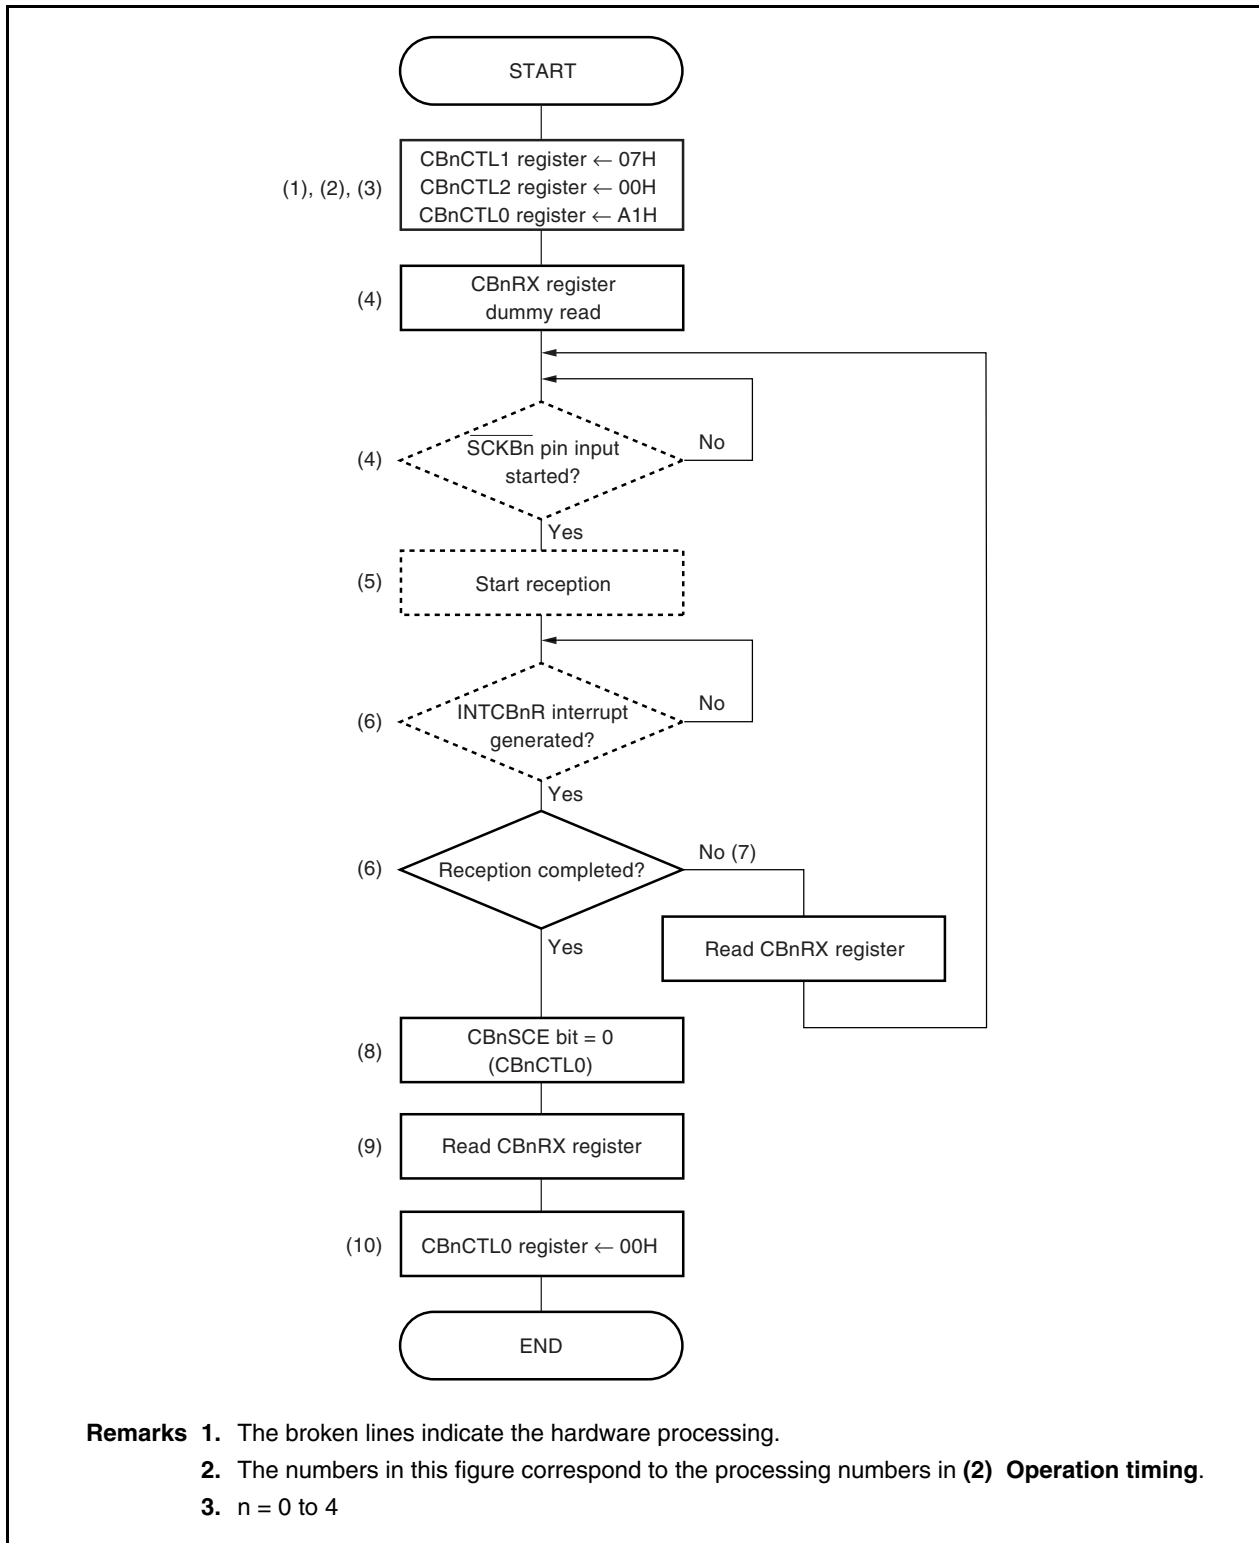 START
CBnCTL1 register ← 07H
(1), (2), (3)
CBnCTL2 register ← 00H
CBnCTL0 register ← A1H
(4)
CBnRX register
dummy read
(4)
SCKBn pin input
started?
No
Yes
(5)
Start reception
(6)
INTCBnR interrupt
generated?
No
Yes
(6)
Reception completed?
No (7)
Read CBnRX register
Yes
(8)
CBnSCE bit = 0
(CBnCTL0)
(9)
Read CBnRX register
(10)
CBnCTL0 register ← 00H
END
Remarks 1. The broken lines indicate the hardware processing.
2. The numbers in this figure correspond to the processing numbers in (2) Operation timing.
3. n = 0 to 4